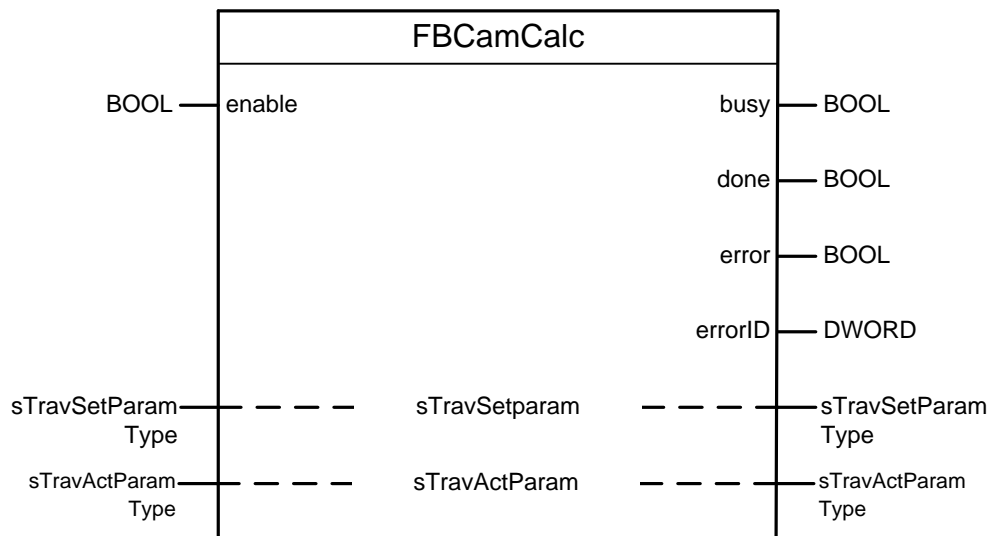 FBCamCalc
BOOL enable busy BOOL
done BOOL
error BOOL
errorID DWORD
sTravSetParam sTravSetparam sTravSetParam
Type Type
sTravActParam sTravActParam sTravActParam
Type Type